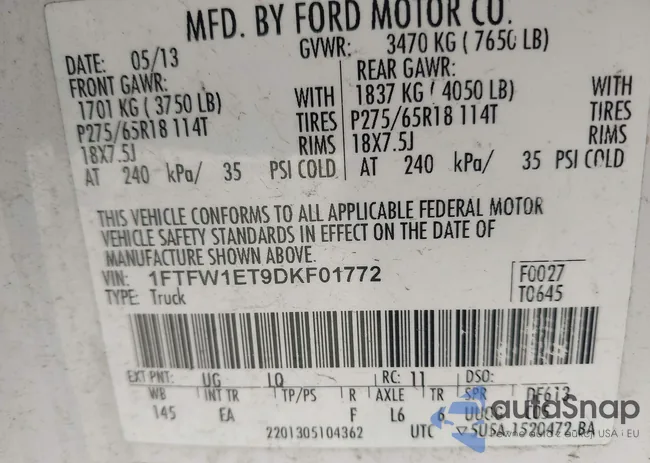 MFD. BY FORD MOTOR CO.
DATE: 05/13 GVWR: 3470 KG (7650 LB)
FRONT GAWR: REAR GAWR:
1701 KG (3750 LB) WITH 1837 KG (4050 LB) WITH
P275/65R18 114T TIRES P275/65R18 114T TIRES
18X7.5J RIMS 18X7.5J RIMS
AT 240 kPa/ 35 PSI COLD AT 240 kPa/ 35 PSI COLD
THIS VEHICLE CONFORMS TO ALL APPLICABLE FEDERAL MOTOR
VEHICLE SAFETY STANDARDS IN EFFECT ON THE DATE OF
MANUFACTURE SHOWN ABOVE.
VIN: 1FTFW1ET9DKF01772 F0027
TYPE: Truck T0645
EXT PNT: UG LQ RC: 11 DSO:
WB INT TR TP/PS R AXLE TR SPR DF613
145 EA F L6 6 UUCC
autoSnap
2201305104362 UTC ▽5U5A-1520472-BA